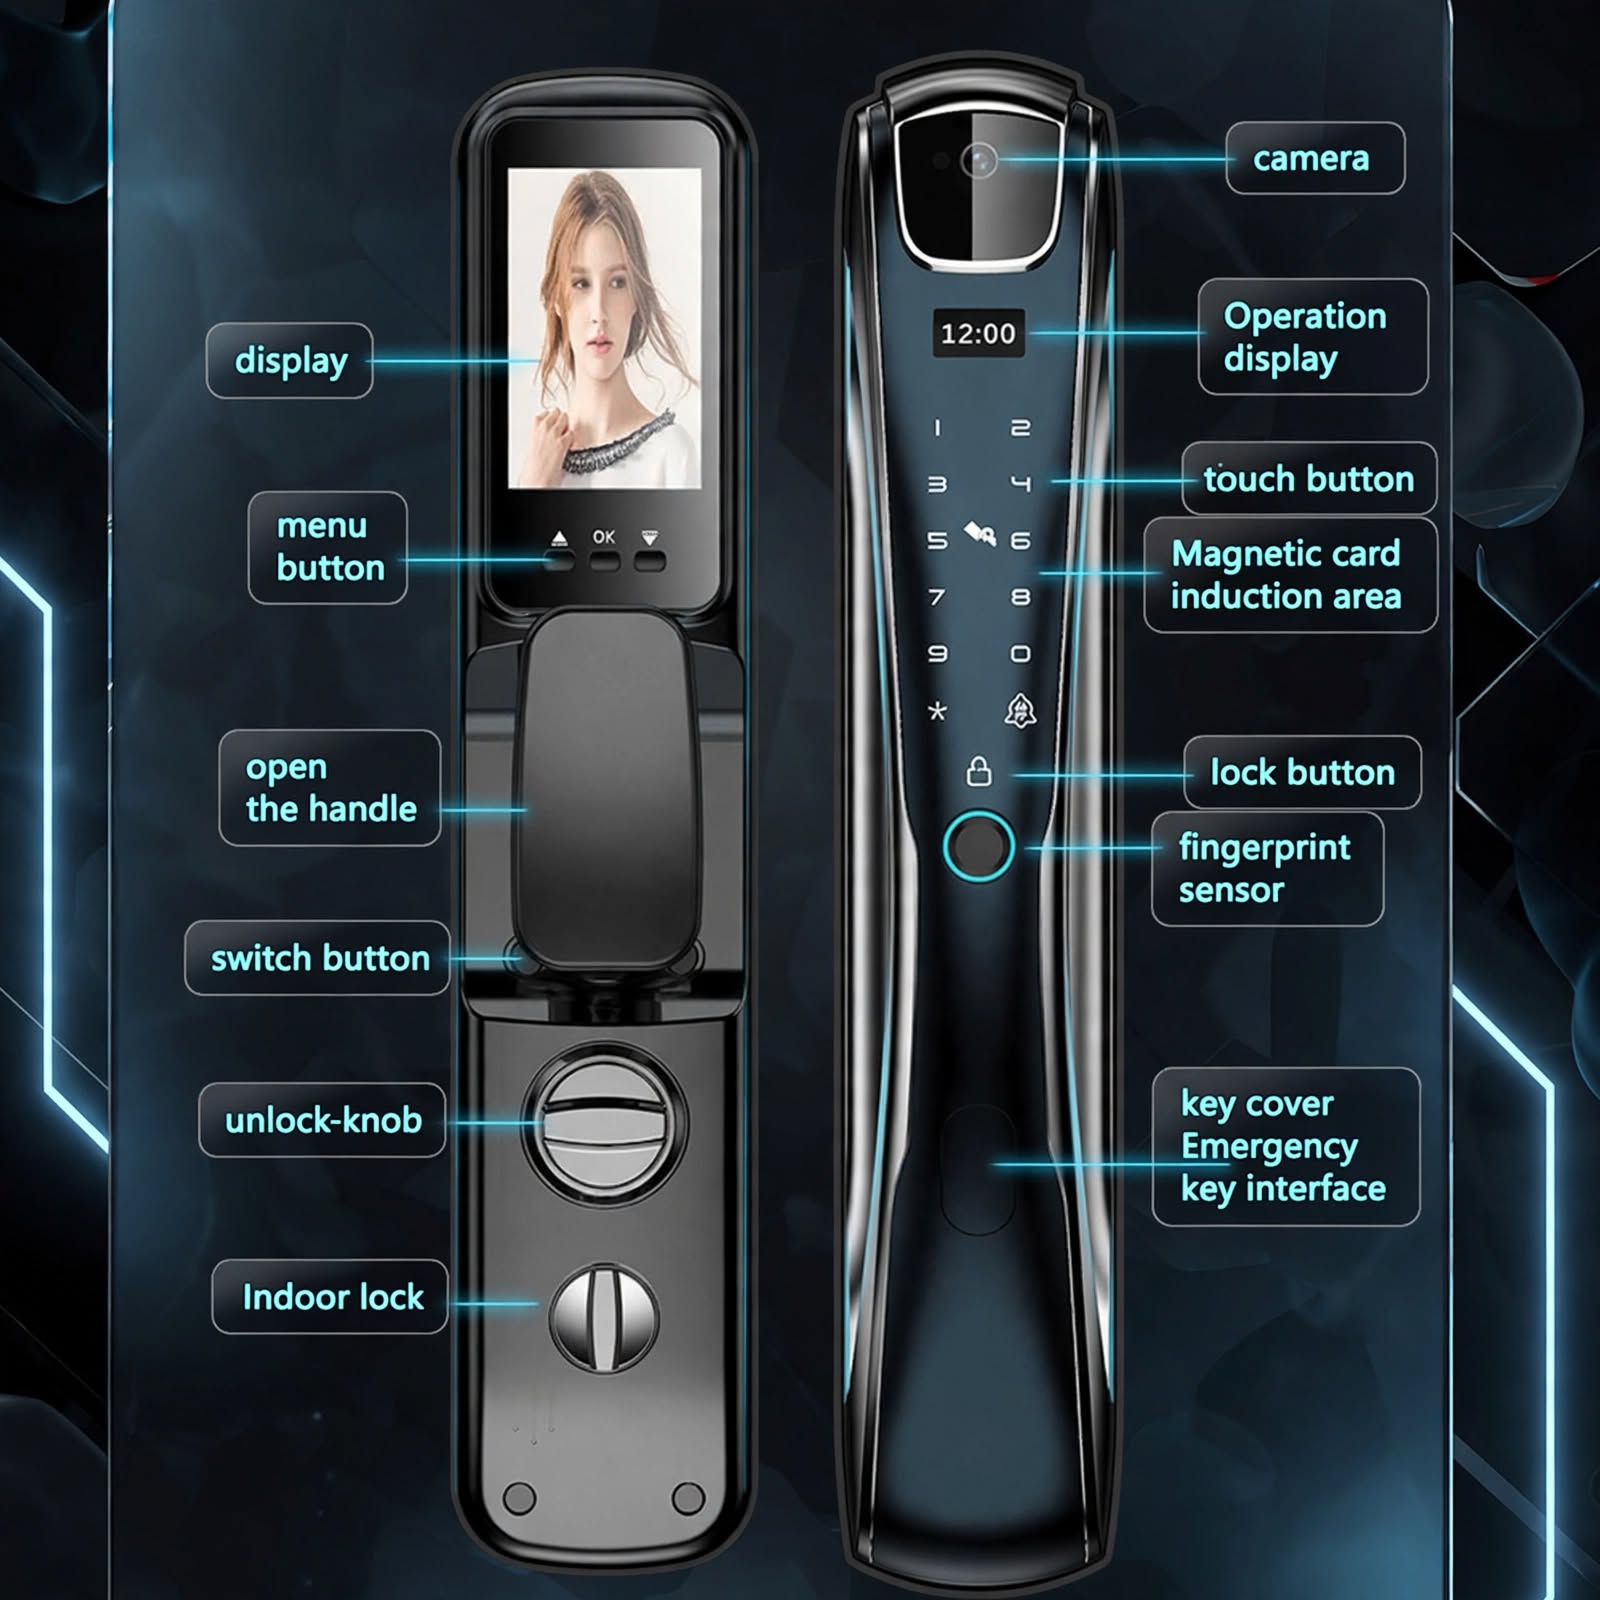 display
menu
button
open
the handle
switch button
unlock-knob
Indoor lock
OK
camera
12:00
Operation
display
1 2
3 4
touch button
5 6
Magnetic card
induction area
7 8
9 0
*
lock button
fingerprint
sensor
key cover
Emergency
key interface